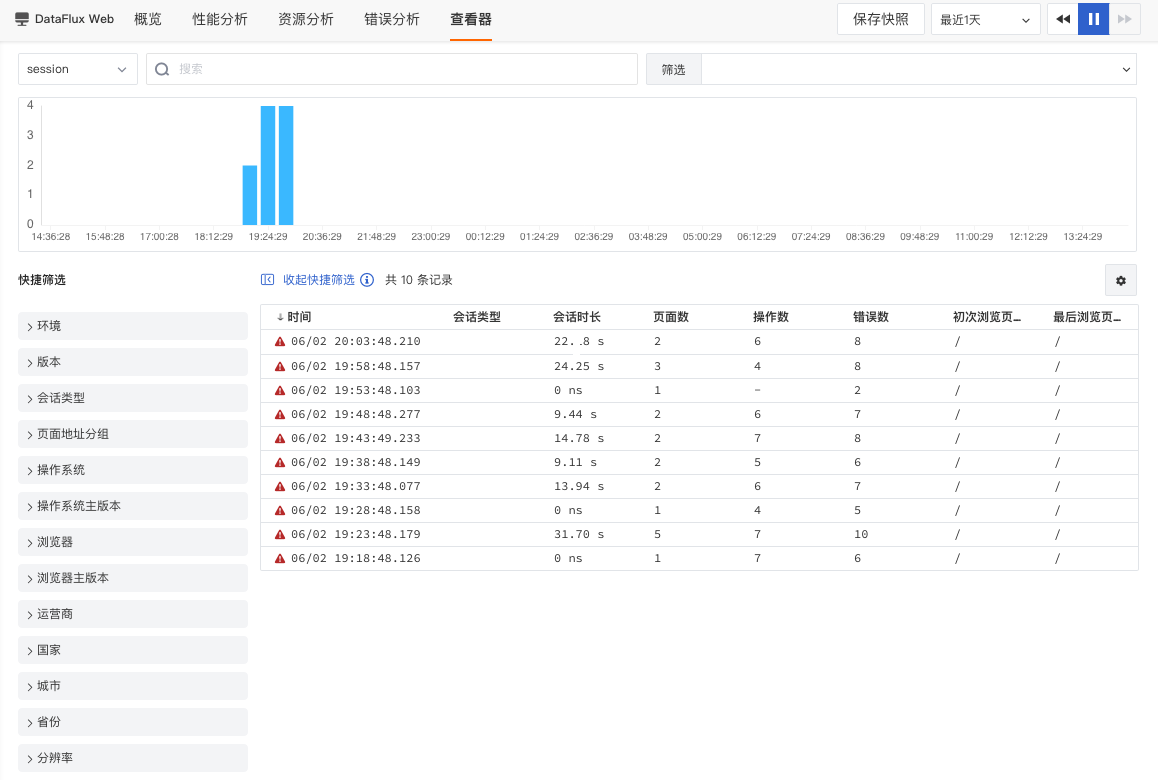 DataFlux Web 概览 性能分析 资源分析 错误分析 查看器 保存快照 最近1天
session 搜索 筛选
4
3
2
1
0
14:36:28 15:48:28 17:00:28 18:12:29 19:24:29 20:36:29 21:48:29 23:00:29 00:12:29 01:24:29 02:36:29 03:48:29 05:00:29 06:12:29 07:24:29 08:36:29 09:48:29 11:00:29 12:12:29 13:24:29
快捷筛选 收起快捷筛选 共 10 条记录
时间 会话类型 会话时长 页面数 操作数 错误数 初次浏览页... 最后浏览页...
06/02 20:03:48.210 s 2 6 8 / /
06/02 19:58:48.157 24.25 s 3 4 8 / /
06/02 19:53:48.103 0 ns 1 - 2 / /
06/02 19:48:48.277 9.44 s 2 6 7 / /
06/02 19:43:49.233 14.78 s 2 7 8 / /
06/02 19:38:48.149 9.11 s 2 5 6 / /
06/02 19:33:48.077 13.94 s 2 6 7 / /
06/02 19:28:48.158 0 ns 1 4 5 / /
06/02 19:23:48.179 31.70 s 5 7 10 / /
06/02 19:18:48.126 0 ns 1 7 6 / /
环境
版本
会话类型
页面地址分组
操作系统
操作系统主版本
浏览器
浏览器主版本
运营商
国家
城市
省份
分辨率